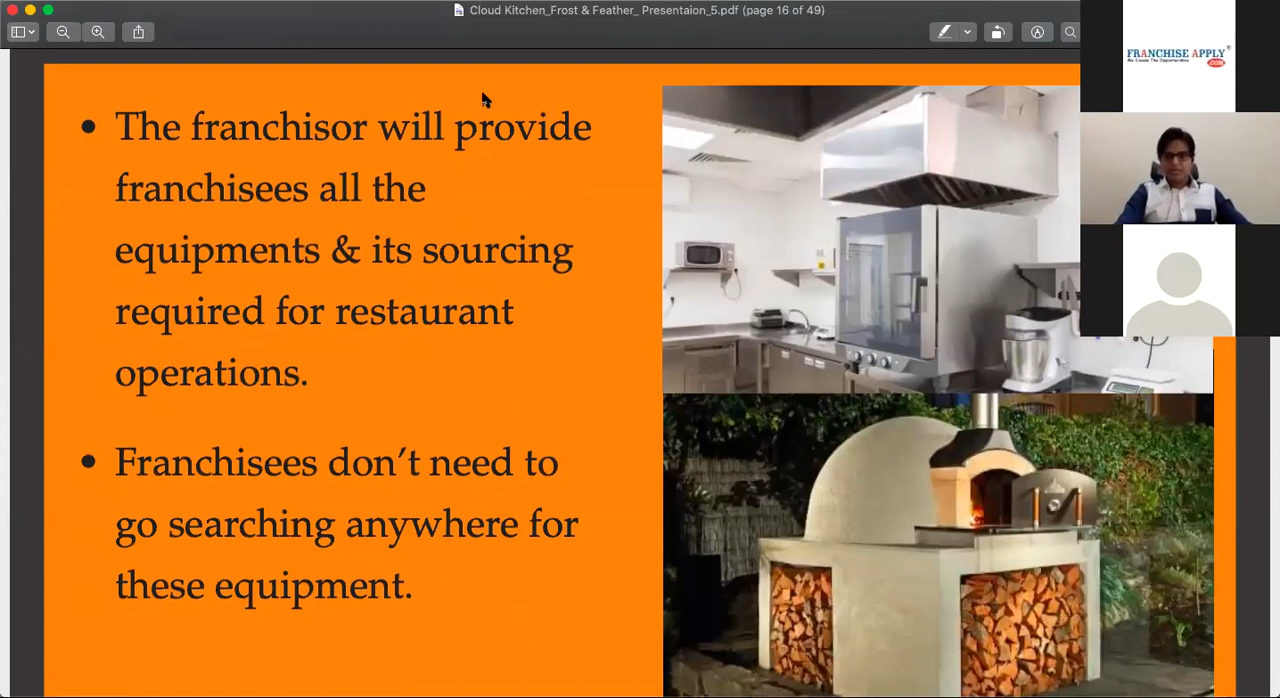 Cloud Kitchen_Frost & Feather_ Presentaion_5.pdf (page 16 of 49)
FRANCHISE APPLY
.COM
We Create The Opportunities
• The franchisor will provide
franchisees all the
equipments & its sourcing
required for restaurant
operations.
• Franchisees don’t need to
go searching anywhere for
these equipment.